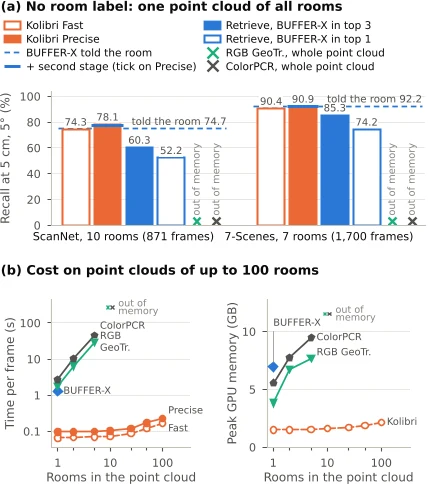 (a) No room label: one point cloud of all rooms
Kolibri Fast
Kolibri Precise
BUFFER-X told the room
+ second stage (tick on Precise)
Retrieve, BUFFER-X in top 3
Retrieve, BUFFER-X in top 1
RGB GeoTr., whole point cloud
ColorPCR, whole point cloud
Recall at 5 cm, 5° (%)
100
80
60
40
20
0
74.3
78.1
told the room 74.7
60.3
52.2
out of memory
out of memory
90.4
90.9
told the room 92.2
85.3
74.2
out of memory
out of memory
ScanNet, 10 rooms (871 frames)
7-Scenes, 7 rooms (1,700 frames)
(b) Cost on point clouds of up to 100 rooms
Time per frame (s)
100
10
1
0.1
out of
memory
ColorPCR
RGB
GeoTr.
BUFFER-X
Precise
Fast
1
10
100
Rooms in the point cloud
Peak GPU memory (GB)
10
5
0
out of
memory
BUFFER-X
ColorPCR
RGB GeoTr.
Kolibri
1
10
100
Rooms in the point cloud